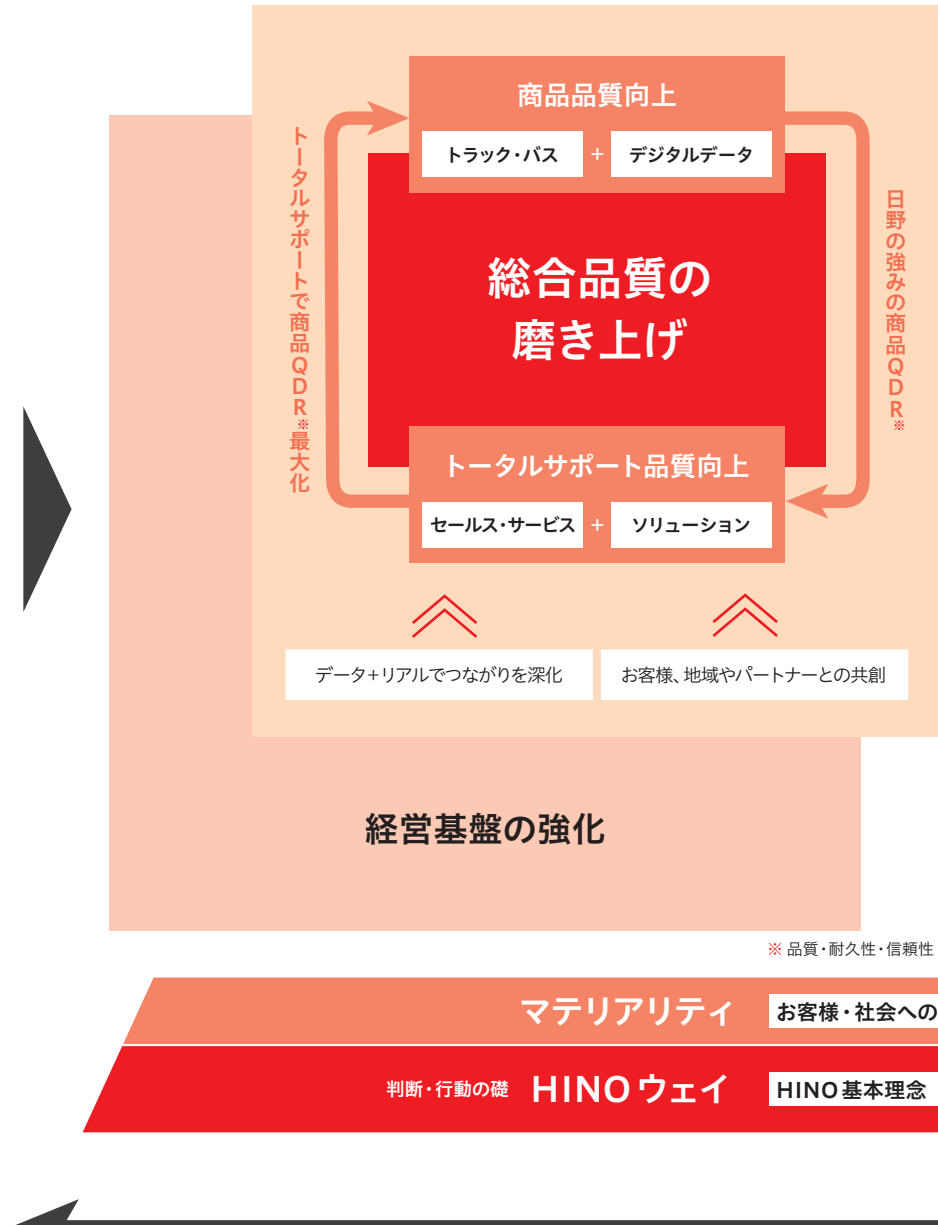 商品品質向上
トラック・バス + デジタルデータ
トータルサポートで商品QDR※最大化
日野の強みの商品QDR※
総合品質の
磨き上げ
トータルサポート品質向上
セールス・サービス + ソリューション
データ+リアルでつながりを深化
お客様、地域やパートナーとの共創
経営基盤の強化
※ 品質・耐久性・信頼性
マテリアリティ お客様・社会への
判断・行動の礎 HINOウェイ HINO基本理念